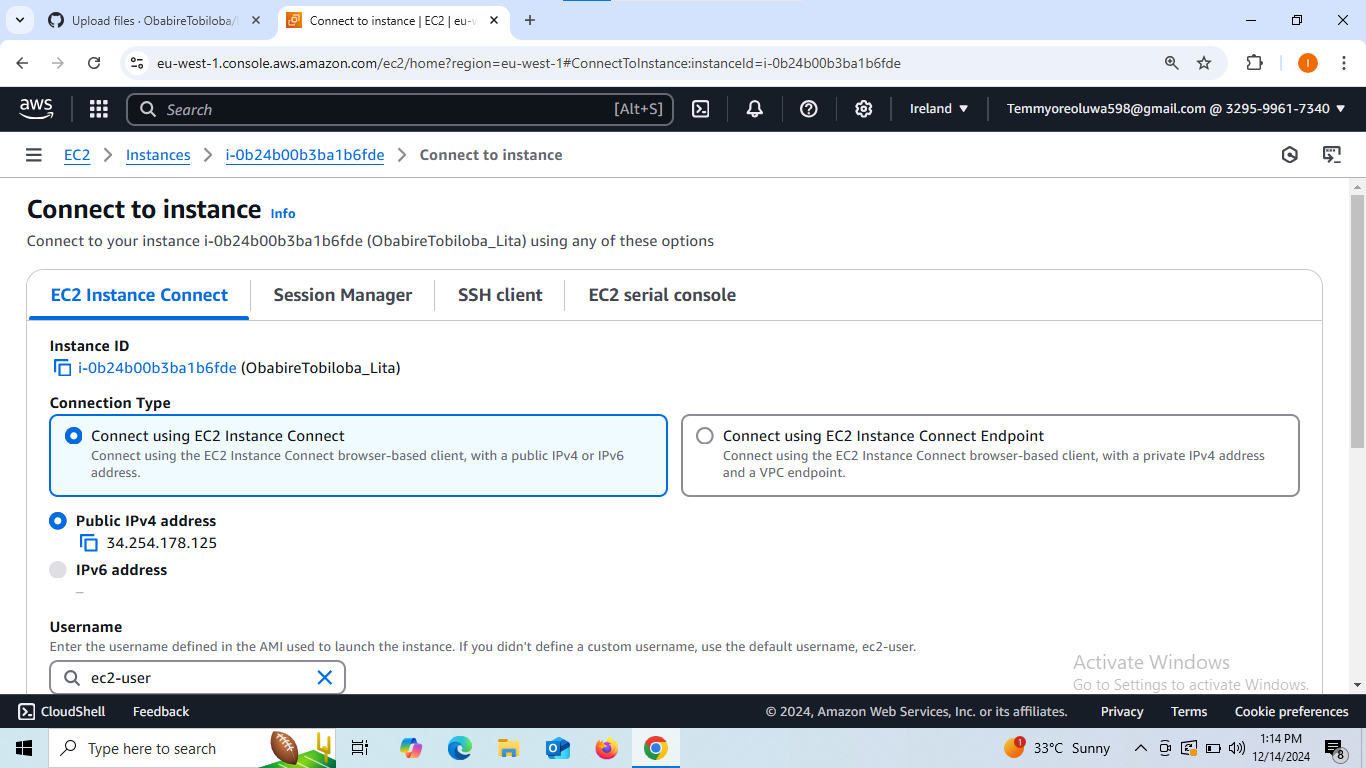 Upload files · ObabireTobiloba/
Connect to instance | EC2 | eu-w
eu-west-1.console.aws.amazon.com/ec2/home?region=eu-west-1#ConnectToInstance:instanceId=i-0b24b00b3ba1b6fde
I
aws
Search
[Alt+S]
Ireland
Temmyoreoluwa598@gmail.com @ 3295-9961-7340
EC2
Instances
i-0b24b00b3ba1b6fde
Connect to instance
Connect to instance Info
Connect to your instance i-0b24b00b3ba1b6fde (ObabireTobiloba_Lita) using any of these options
EC2 Instance Connect
Session Manager
SSH client
EC2 serial console
Instance ID
i-0b24b00b3ba1b6fde (ObabireTobiloba_Lita)
Connection Type
Connect using EC2 Instance Connect
Connect using the EC2 Instance Connect browser-based client, with a public IPv4 or IPv6
address.
Connect using EC2 Instance Connect Endpoint
Connect using the EC2 Instance Connect browser-based client, with a private IPv4 address
and a VPC endpoint.
Public IPv4 address
34.254.178.125
IPv6 address
–
Username
Enter the username defined in the AMI used to launch the instance. If you didn't define a custom username, use the default username, ec2-user.
ec2-user
Activate Windows
Go to Settings to activate Windows.
CloudShell
Feedback
© 2024, Amazon Web Services, Inc. or its affiliates.
Privacy
Terms
Cookie preferences
Type here to search
1
33°C Sunny
1:14 PM
12/14/2024
8